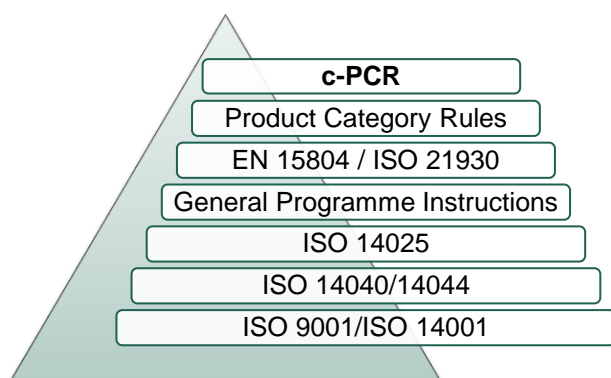 c-PCR
Product Category Rules
EN 15804 / ISO 21930
General Programme Instructions
ISO 14025
ISO 14040/14044
ISO 9001/ISO 14001